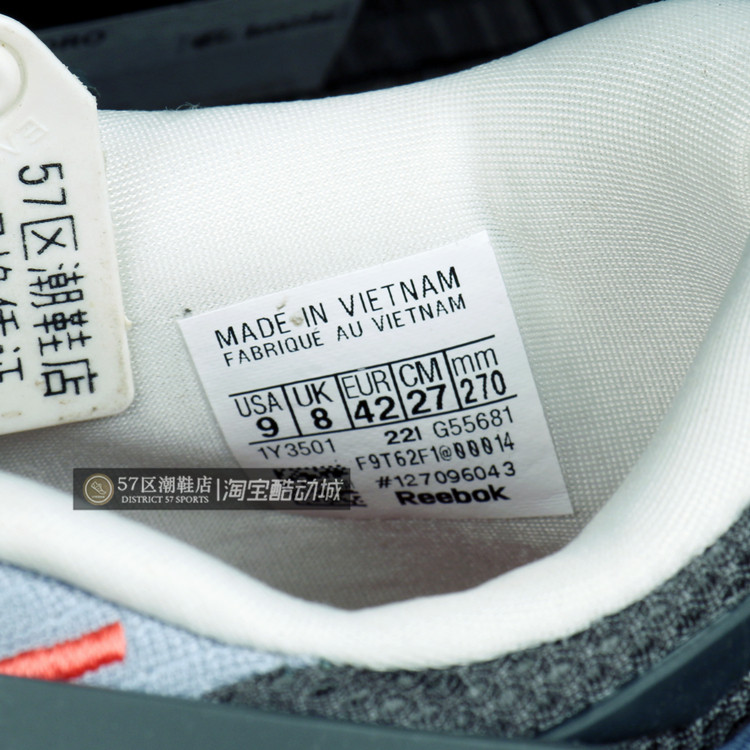 57区潮鞋店
MADE IN VIETNAM
FABRIQUÉ AU VIETNAM
USA UK EUR CM mm
9 8 42 27 270
1Y3501 22I G55681
F9T62F1@00014
#127096043
Reebok
57区潮鞋店
DISTRICT 57 SPORTS
淘宝酷动城